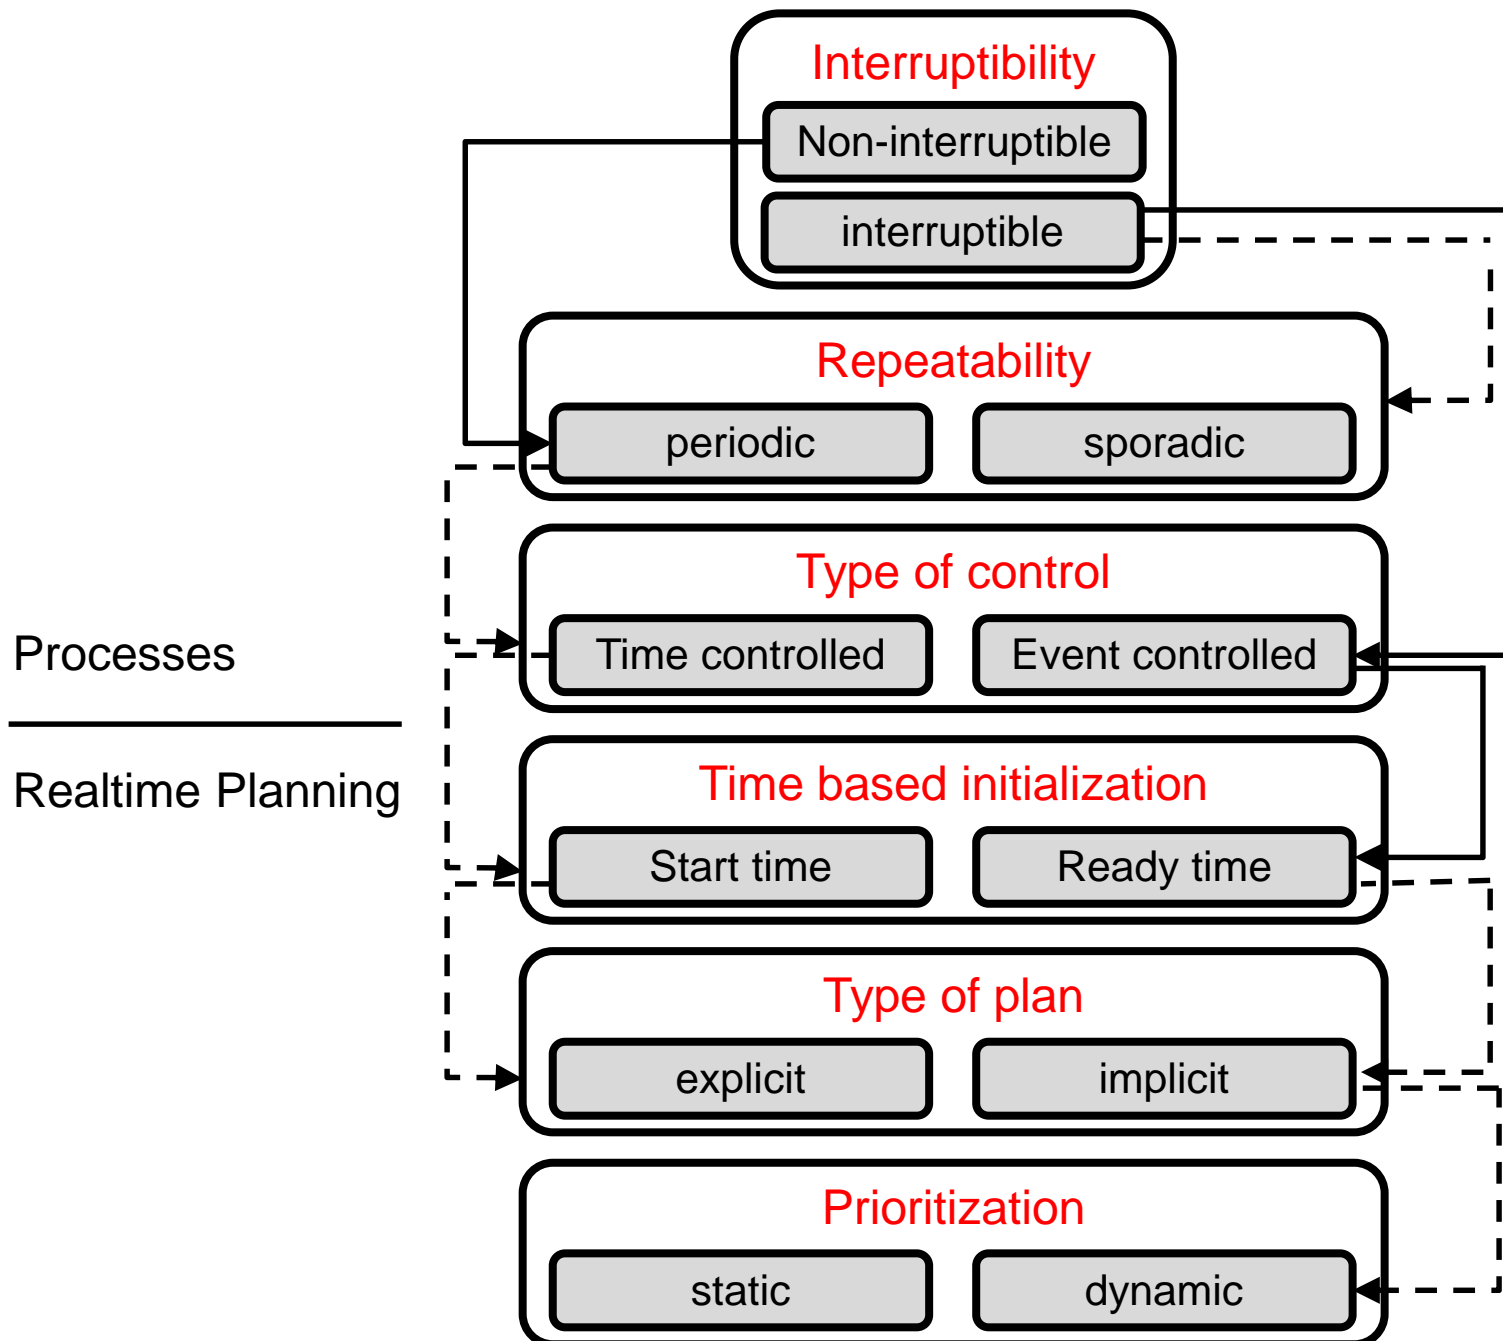 Interruptibility
Non-interruptible
interruptible
Repeatability
periodic
sporadic
Type of control
Time controlled
Event controlled
Processes
Realtime Planning
Time based initialization
Start time
Ready time
Type of plan
explicit
implicit
Prioritization
static
dynamic